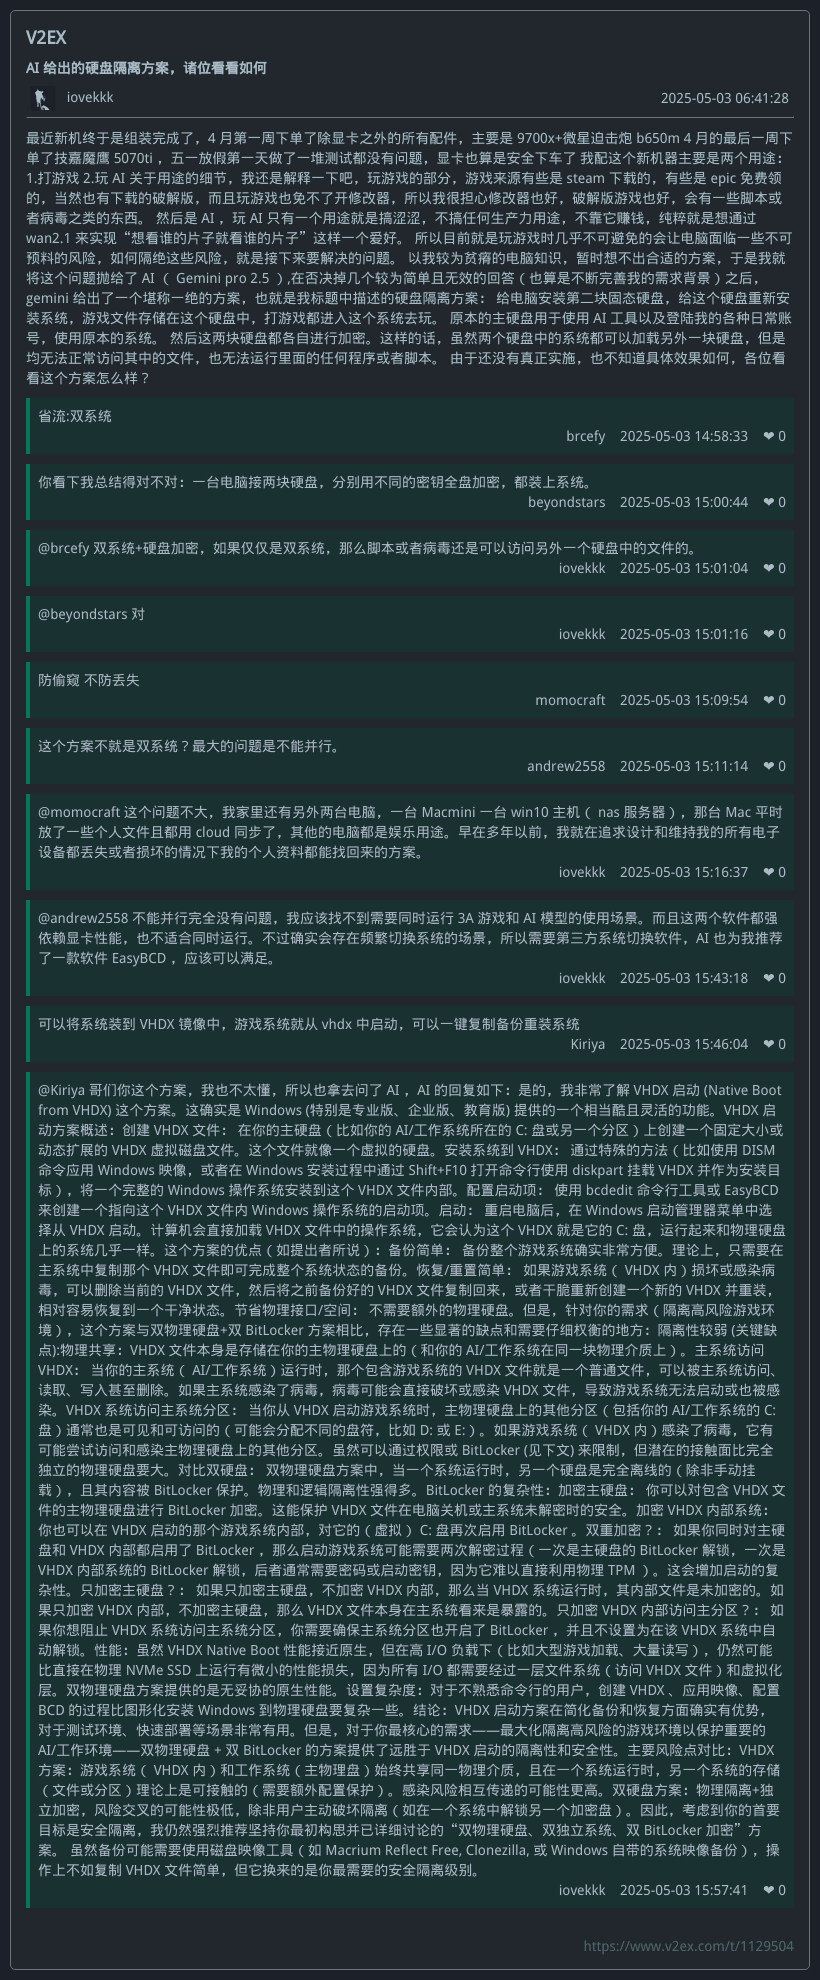 V2EX
AI 给出的硬盘隔离方案，诸位看看如何
iovekkk 2025-05-03 06:41:28
最近新机终于是组装完成了，4 月第一周下单了除显卡之外的所有配件，主要是 9700x+微星迫击炮 b650m 4 月的最后一周下
单了技嘉魔鹰 5070ti ，五一放假第一天做了一堆测试都没有问题，显卡也算是安全下车了 我配这个新机器主要是两个用途：
1.打游戏 2.玩 AI 关于用途的细节，我还是解释一下吧，玩游戏的部分，游戏来源有些是 steam 下载的，有些是 epic 免费领
的，当然也有下载的破解版，而且玩游戏也免不了开修改器，所以我很担心修改器也好，破解版游戏也好，会有一些脚本或
者病毒之类的东西。 然后是 AI ，玩 AI 只有一个用途就是搞涩涩，不搞任何生产力用途，不靠它赚钱，纯粹就是想通过
wan2.1 来实现“想看谁的片子就看谁的片子”这样一个爱好。 所以目前就是玩游戏时几乎不可避免的会让电脑面临一些不可
预料的风险，如何隔绝这些风险，就是接下来要解决的问题。 以我较为贫瘠的电脑知识，暂时想不出合适的方案，于是我就
将这个问题抛给了 AI （ Gemini pro 2.5 ）,在否决掉几个较为简单且无效的回答（也算是不断完善我的需求背景）之后，
gemini 给出了一个堪称一绝的方案，也就是我标题中描述的硬盘隔离方案： 给电脑安装第二块固态硬盘，给这个硬盘重新安
装系统，游戏文件存储在这个硬盘中，打游戏都进入这个系统去玩。 原本的主硬盘用于使用 AI 工具以及登陆我的各种日常账
号，使用原本的系统。 然后这两块硬盘都各自进行加密。这样的话，虽然两个硬盘中的系统都可以加载另外一块硬盘，但是
均无法正常访问其中的文件，也无法运行里面的任何程序或者脚本。 由于还没有真正实施，也不知道具体效果如何，各位看
看这个方案怎么样？
省流:双系统
brcefy 2025-05-03 14:58:33 ❤ 0
你看下我总结得对不对：一台电脑接两块硬盘，分别用不同的密钥全盘加密，都装上系统。
beyondstars 2025-05-03 15:00:44 ❤ 0
@brcefy 双系统+硬盘加密，如果仅仅是双系统，那么脚本或者病毒还是可以访问另外一个硬盘中的文件的。
iovekkk 2025-05-03 15:01:04 ❤ 0
@beyondstars 对
iovekkk 2025-05-03 15:01:16 ❤ 0
防偷窥 不防丢失
momocraft 2025-05-03 15:09:54 ❤ 0
这个方案不就是双系统？最大的问题是不能并行。
andrew2558 2025-05-03 15:11:14 ❤ 0
@momocraft 这个问题不大，我家里还有另外两台电脑，一台 Macmini 一台 win10 主机（ nas 服务器），那台 Mac 平时
放了一些个人文件且都用 cloud 同步了，其他的电脑都是娱乐用途。早在多年以前，我就在追求设计和维持我的所有电子
设备都丢失或者损坏的情况下我的个人资料都能找回来的方案。
iovekkk 2025-05-03 15:16:37 ❤ 0
@andrew2558 不能并行完全没有问题，我应该找不到需要同时运行 3A 游戏和 AI 模型的使用场景。而且这两个软件都强
依赖显卡性能，也不适合同时运行。不过确实会存在频繁切换系统的场景，所以需要第三方系统切换软件，AI 也为我推荐
了一款软件 EasyBCD ，应该可以满足。
iovekkk 2025-05-03 15:43:18 ❤ 0
可以将系统装到 VHDX 镜像中，游戏系统就从 vhdx 中启动，可以一键复制备份重装系统
Kiriya 2025-05-03 15:46:04 ❤ 0
@Kiriya 哥们你这个方案，我也不太懂，所以也拿去问了 AI ，AI 的回复如下：是的，我非常了解 VHDX 启动 (Native Boot
from VHDX) 这个方案。这确实是 Windows (特别是专业版、企业版、教育版) 提供的一个相当酷且灵活的功能。VHDX 启
动方案概述：创建 VHDX 文件： 在你的主硬盘（比如你的 AI/工作系统所在的 C: 盘或另一个分区）上创建一个固定大小或
动态扩展的 VHDX 虚拟磁盘文件。这个文件就像一个虚拟的硬盘。安装系统到 VHDX： 通过特殊的方法（比如使用 DISM
命令应用 Windows 映像，或者在 Windows 安装过程中通过 Shift+F10 打开命令行使用 diskpart 挂载 VHDX 并作为安装目
标），将一个完整的 Windows 操作系统安装到这个 VHDX 文件内部。配置启动项： 使用 bcdedit 命令行工具或 EasyBCD
来创建一个指向这个 VHDX 文件内 Windows 操作系统的启动项。启动： 重启电脑后，在 Windows 启动管理器菜单中选
择从 VHDX 启动。计算机会直接加载 VHDX 文件中的操作系统，它会认为这个 VHDX 就是它的 C: 盘，运行起来和物理硬盘
上的系统几乎一样。这个方案的优点（如提出者所说）：备份简单： 备份整个游戏系统确实非常方便。理论上，只需要在
主系统中复制那个 VHDX 文件即可完成整个系统状态的备份。恢复/重置简单： 如果游戏系统（ VHDX 内）损坏或感染病
毒，可以删除当前的 VHDX 文件，然后将之前备份好的 VHDX 文件复制回来，或者干脆重新创建一个新的 VHDX 并重装，
相对容易恢复到一个干净状态。节省物理接口/空间： 不需要额外的物理硬盘。但是，针对你的需求（隔离高风险游戏环
境），这个方案与双物理硬盘+双 BitLocker 方案相比，存在一些显著的缺点和需要仔细权衡的地方：隔离性较弱 (关键缺
点):物理共享：VHDX 文件本身是存储在你的主物理硬盘上的（和你的 AI/工作系统在同一块物理介质上）。主系统访问
VHDX： 当你的主系统（ AI/工作系统）运行时，那个包含游戏系统的 VHDX 文件就是一个普通文件，可以被主系统访问、
读取、写入甚至删除。如果主系统感染了病毒，病毒可能会直接破坏或感染 VHDX 文件，导致游戏系统无法启动或也被感
染。VHDX 系统访问主系统分区： 当你从 VHDX 启动游戏系统时，主物理硬盘上的其他分区（包括你的 AI/工作系统的 C:
盘）通常也是可见和可访问的（可能会分配不同的盘符，比如 D: 或 E:）。如果游戏系统（ VHDX 内）感染了病毒，它有
可能尝试访问和感染主物理硬盘上的其他分区。虽然可以通过权限或 BitLocker (见下文) 来限制，但潜在的接触面比完全
独立的物理硬盘要大。对比双硬盘： 双物理硬盘方案中，当一个系统运行时，另一个硬盘是完全离线的（除非手动挂
载），且其内容被 BitLocker 保护。物理和逻辑隔离性强得多。BitLocker 的复杂性：加密主硬盘： 你可以对包含 VHDX 文
件的主物理硬盘进行 BitLocker 加密。这能保护 VHDX 文件在电脑关机或主系统未解密时的安全。加密 VHDX 内部系统：
你也可以在 VHDX 启动的那个游戏系统内部，对它的（虚拟） C: 盘再次启用 BitLocker 。双重加密？： 如果你同时对主硬
盘和 VHDX 内部都启用了 BitLocker ，那么启动游戏系统可能需要两次解密过程（一次是主硬盘的 BitLocker 解锁，一次是
VHDX 内部系统的 BitLocker 解锁，后者通常需要密码或启动密钥，因为它难以直接利用物理 TPM ）。这会增加启动的复
杂性。只加密主硬盘？： 如果只加密主硬盘，不加密 VHDX 内部，那么当 VHDX 系统运行时，其内部文件是未加密的。如
果只加密 VHDX 内部，不加密主硬盘，那么 VHDX 文件本身在主系统看来是暴露的。只加密 VHDX 内部访问主分区？： 如
果你想阻止 VHDX 系统访问主系统分区，你需要确保主系统分区也开启了 BitLocker ，并且不设置为在该 VHDX 系统中自
动解锁。性能：虽然 VHDX Native Boot 性能接近原生，但在高 I/O 负载下（比如大型游戏加载、大量读写），仍然可能
比直接在物理 NVMe SSD 上运行有微小的性能损失，因为所有 I/O 都需要经过一层文件系统（访问 VHDX 文件）和虚拟化
层。双物理硬盘方案提供的是无妥协的原生性能。设置复杂度：对于不熟悉命令行的用户，创建 VHDX 、应用映像、配置
BCD 的过程比图形化安装 Windows 到物理硬盘要复杂一些。结论：VHDX 启动方案在简化备份和恢复方面确实有优势，
对于测试环境、快速部署等场景非常有用。但是，对于你最核心的需求——最大化隔离高风险的游戏环境以保护重要的
AI/工作环境——双物理硬盘 + 双 BitLocker 的方案提供了远胜于 VHDX 启动的隔离性和安全性。主要风险点对比：VHDX
方案：游戏系统（ VHDX 内）和工作系统（主物理盘）始终共享同一物理介质，且在一个系统运行时，另一个系统的存储
（文件或分区）理论上是可接触的（需要额外配置保护）。感染风险相互传递的可能性更高。双硬盘方案：物理隔离+独
立加密，风险交叉的可能性极低，除非用户主动破坏隔离（如在一个系统中解锁另一个加密盘）。因此，考虑到你的首要
目标是安全隔离，我仍然强烈推荐坚持你最初构思并已详细讨论的“双物理硬盘、双独立系统、双 BitLocker 加密”方
案。 虽然备份可能需要使用磁盘映像工具（如 Macrium Reflect Free, Clonezilla, 或 Windows 自带的系统映像备份），操
作上不如复制 VHDX 文件简单，但它换来的是你最需要的安全隔离级别。
iovekkk 2025-05-03 15:57:41 ❤ 0
https://www.v2ex.com/t/1129504